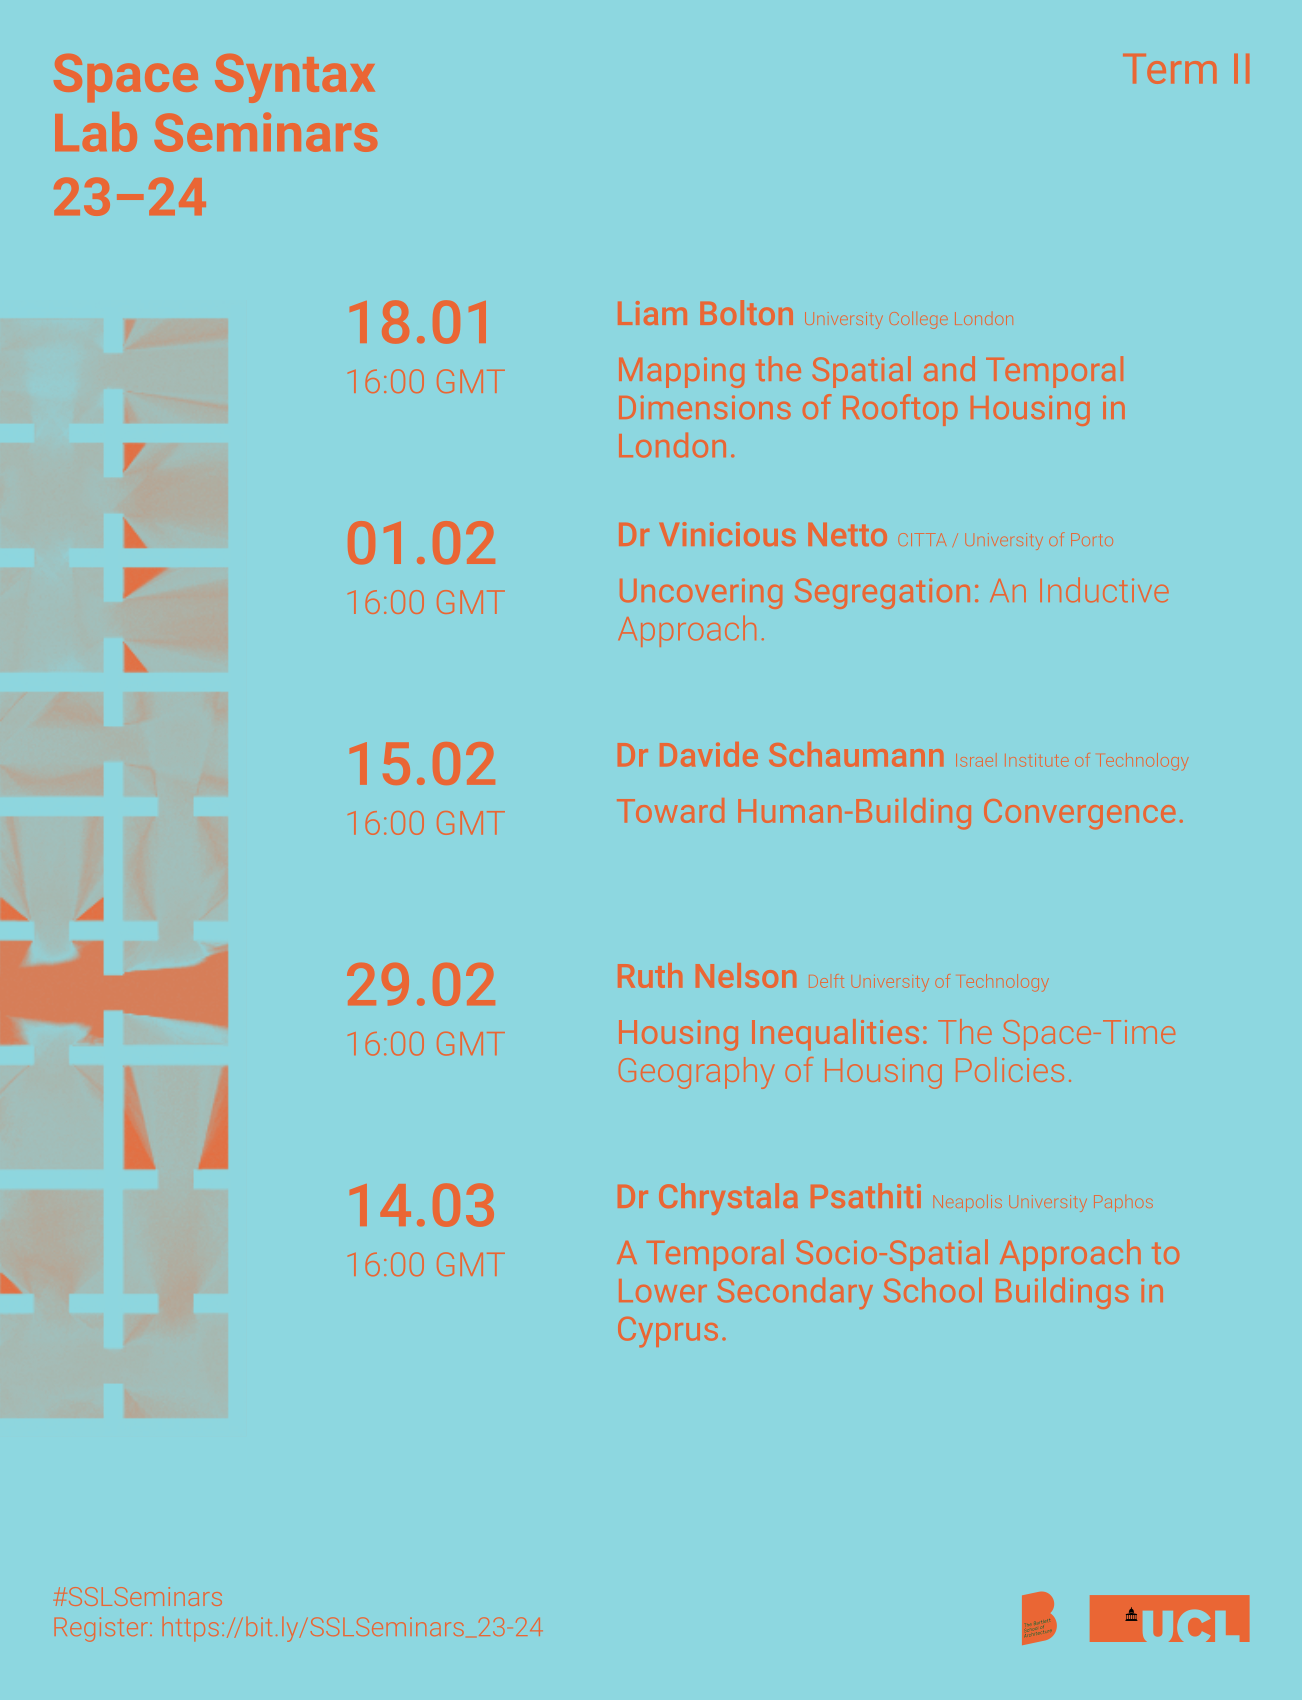 Space Syntax
Lab Seminars
23–24
Term II
18.01
16:00 GMT
Liam Bolton University College London
Mapping the Spatial and Temporal
Dimensions of Rooftop Housing in
London.
01.02
16:00 GMT
Dr Vinicious Netto CITTA / University of Porto
Uncovering Segregation: An Inductive
Approach.
15.02
16:00 GMT
Dr Davide Schaumann Israel Institute of Technology
Toward Human-Building Convergence.
29.02
16:00 GMT
Ruth Nelson Delft University of Technology
Housing Inequalities: The Space-Time
Geography of Housing Policies.
14.03
16:00 GMT
Dr Chrystala Psathiti Neapolis University Paphos
A Temporal Socio-Spatial Approach to
Lower Secondary School Buildings in
Cyprus.
#SSLSeminars
Register: https://bit.ly/SSLSeminars_23-24
The Bartlett
School of
Architecture
UCL